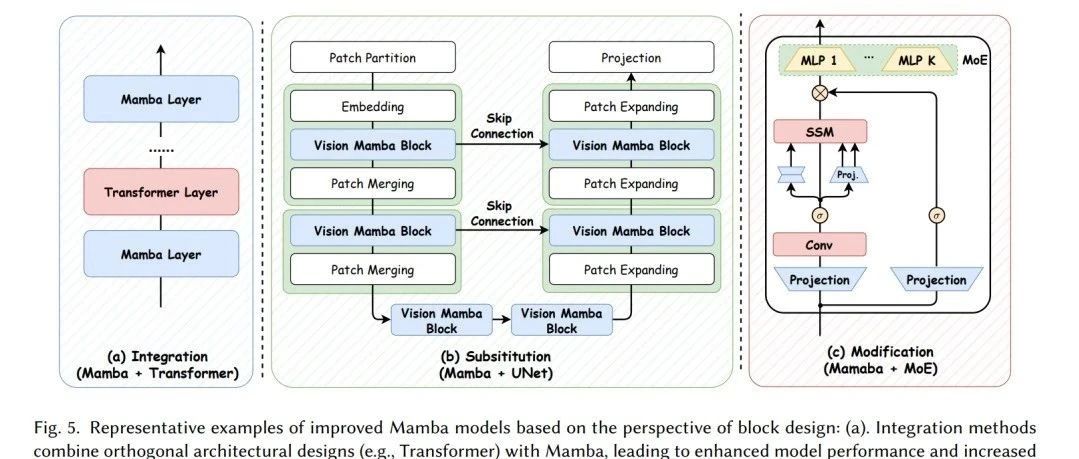 Mamba Layer
......
Transformer Layer
Mamba Layer
(a) Integration
(Mamba + Transformer)
Patch Partition
Embedding
Vision Mamba Block
Patch Merging
Vision Mamba Block
Patch Merging
Skip
Connection
Skip
Connection
Projection
Patch Expanding
Vision Mamba Block
Patch Expanding
Vision Mamba Block
Patch Expanding
Vision Mamba
Block
Vision Mamba
Block
(b) Subsititution
(Mamba + UNet)
MLP 1
...
MLP K
MoE
SSM
Proj.
σ
σ
Conv
Projection
Projection
(c) Modification
(Mamaba + MoE)
Fig. 5. Representative examples of improved Mamba models based on the perspective of block design: (a). Integration methods
combine orthogonal architectural designs (e.g., Transformer) with Mamba, leading to enhanced model performance and increased